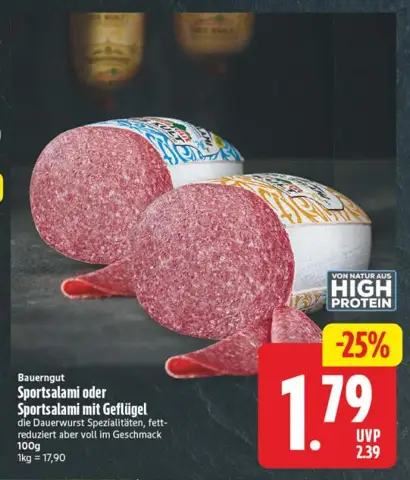 VON NATUR AUS
HIGH
PROTEIN
-25%
1.79
UVP
2.39
Bauerngut
Sportsalami oder
Sportsalami mit Geflügel
die Dauerwurst Spezialitäten, fett-
reduziert aber voll im Geschmack
100g
1kg = 17,90